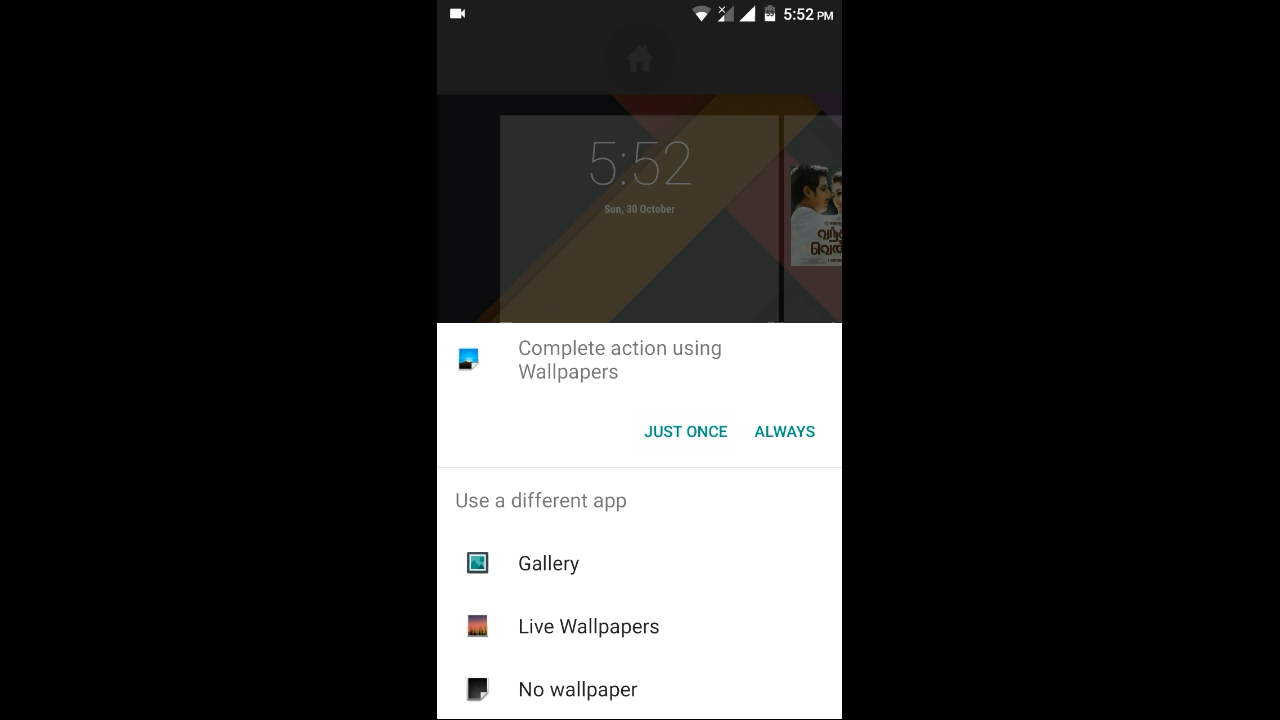 5:52 PM
5:52
Sun, 30 October
Complete action using
Wallpapers
JUST ONCE
ALWAYS
Use a different app
Gallery
Live Wallpapers
No wallpaper